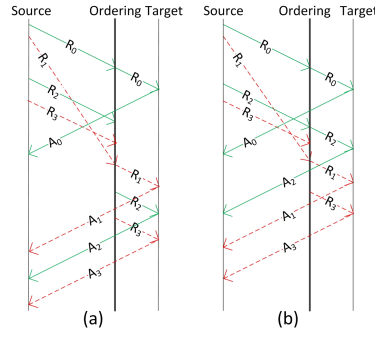 Source Ordering Target
R0
R0
R1
R2
R3
A0
R1
R2
R3
A1
A2
A3
(a)
Source Ordering Target
R0
R0
R1
R2
R3
R2
A0
R1
A2
R3
A1
A3
(b)